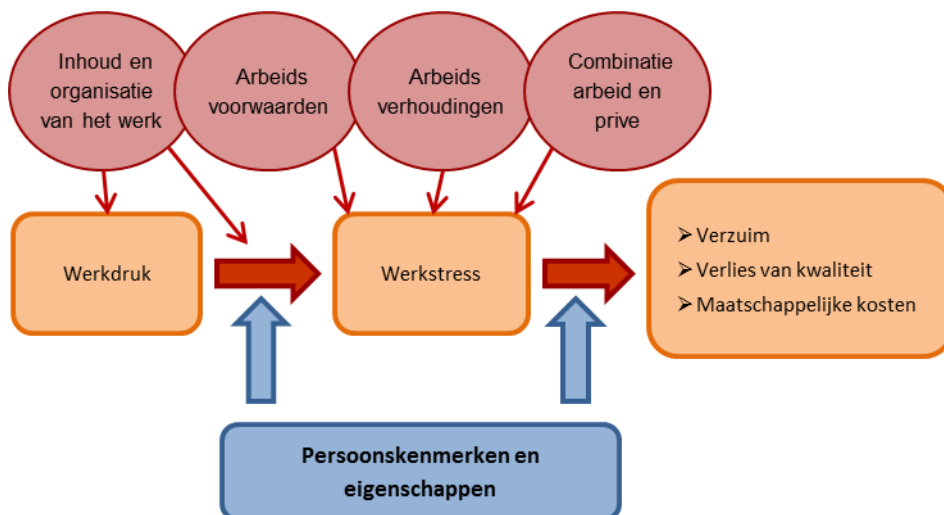 Inhoud en
organisatie
van het werk
Arbeids
voorwaarden
Arbeids
verhoudingen
Combinatie
arbeid en
prive
Werkdruk
Werkstress
➢ Verzuim
➢ Verlies van kwaliteit
➢ Maatschappelijke kosten
Persoonskenmerken en
eigenschappen